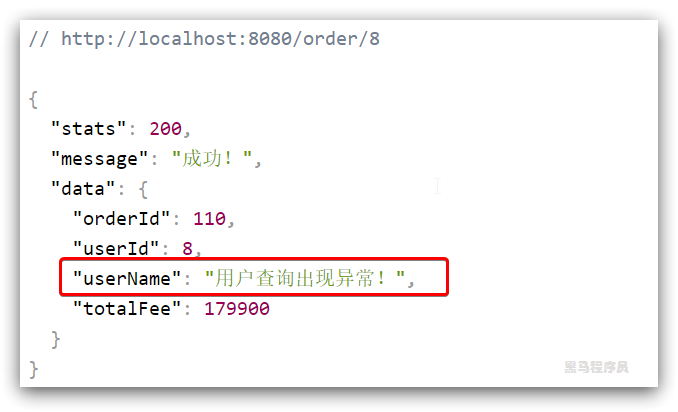 // http://localhost:8080/order/8
{
"stats": 200,
"message": "成功！",
"data": {
"orderId": 110,
"userId": 8,
"userName": "用户查询出现异常！",
"totalFee": 179900
}
}
黑马程序员